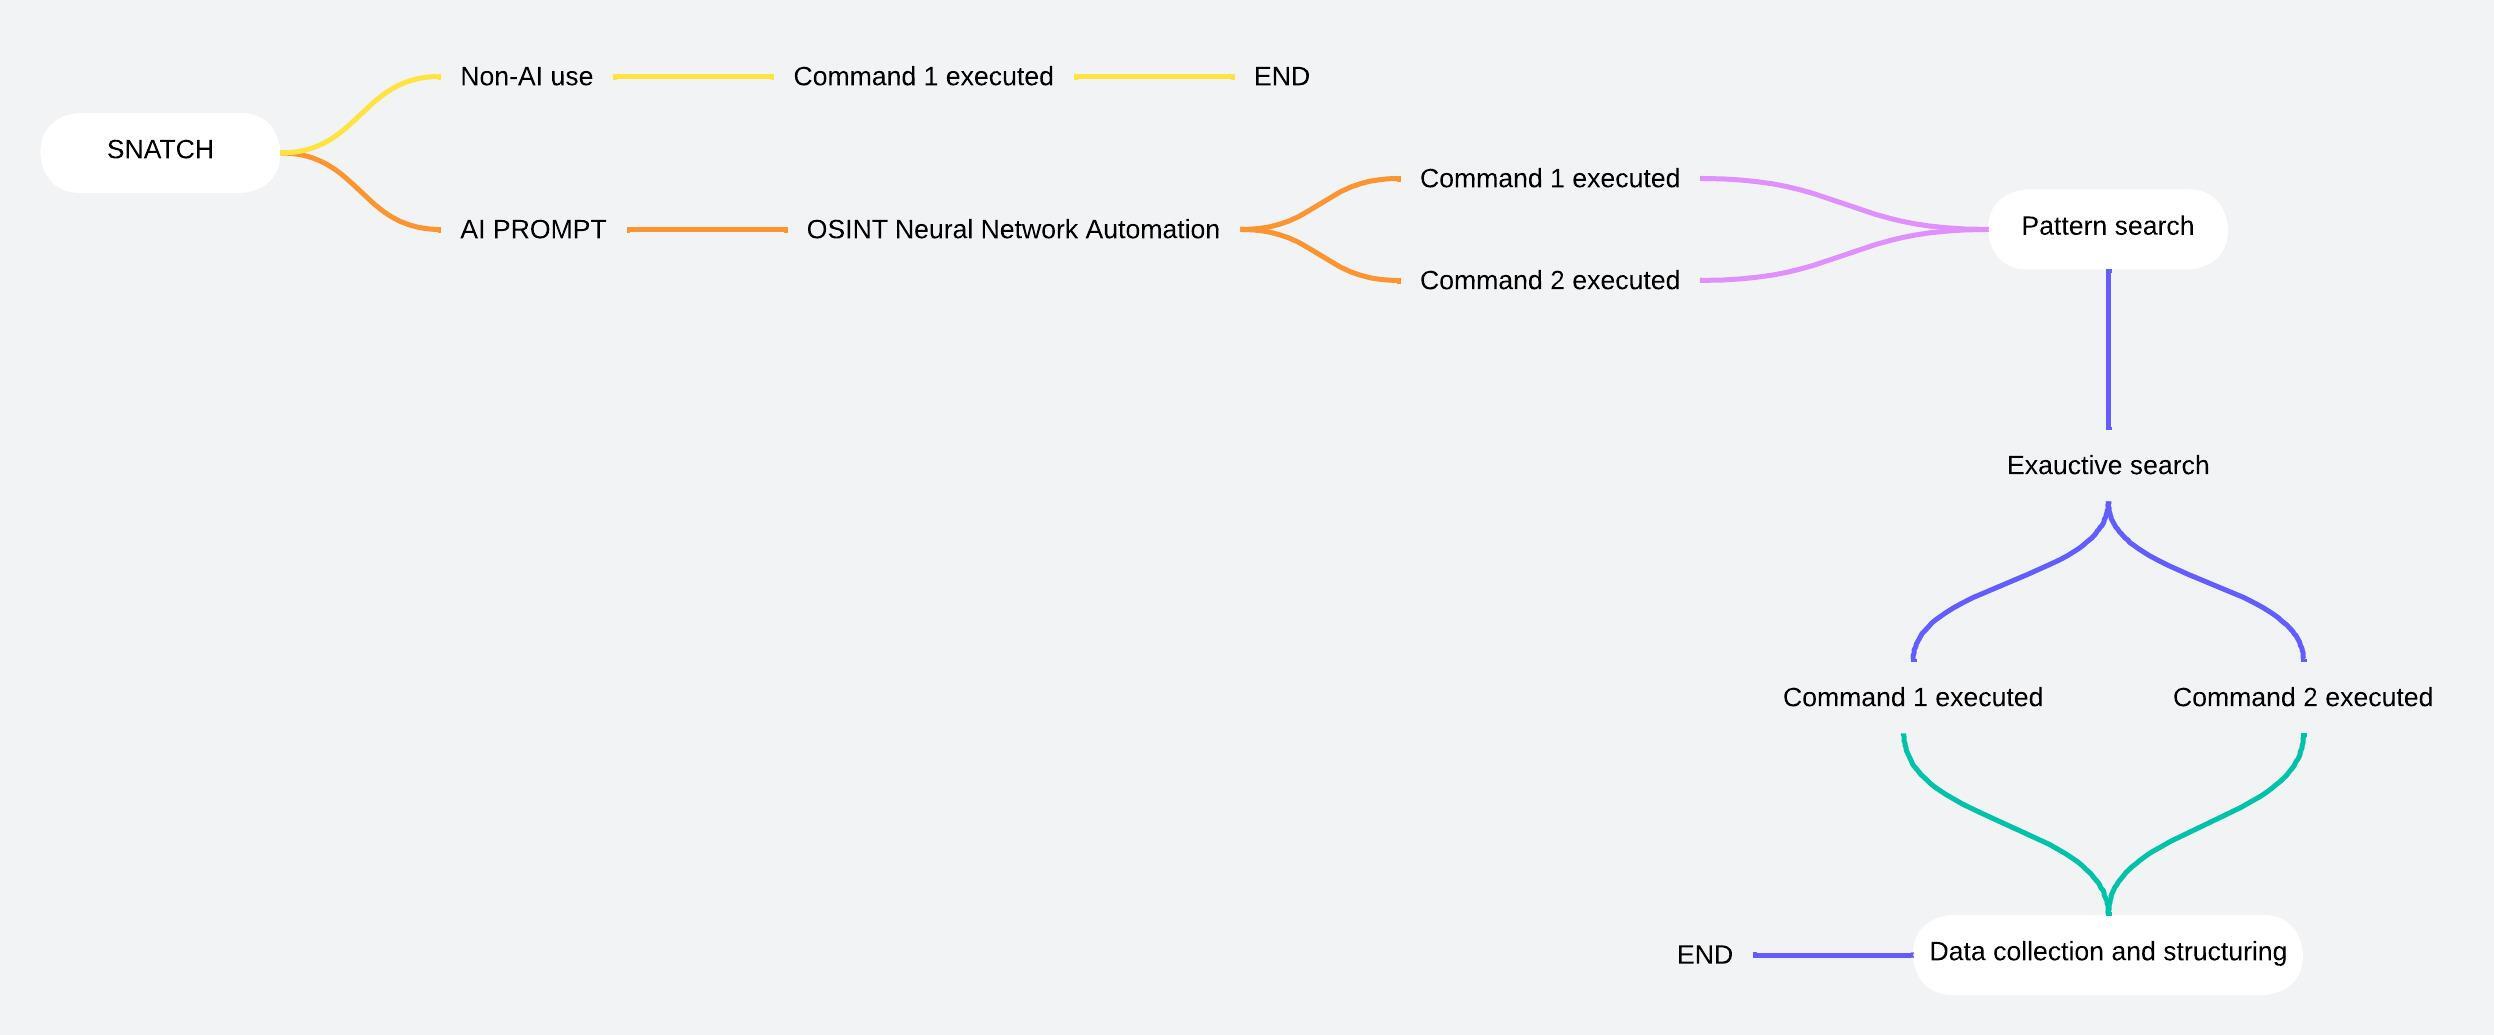 Non-AI use
Command 1 executed
END
SNATCH
Command 1 executed
AI PROMPT
OSINT Neural Network Automation
Pattern search
Command 2 executed
Exauctive search
Command 1 executed
Command 2 executed
END
Data collection and structuring